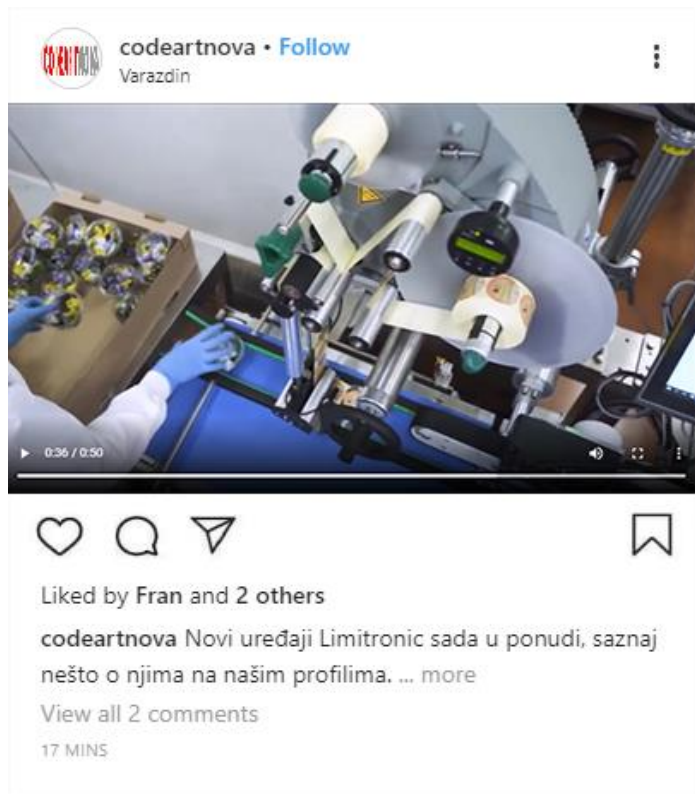 codeartnova • Follow
Varazdin
0:36 / 0:50
Liked by Fran and 2 others
codeartnova Novi uređaji Limitronic sada u ponudi, saznaj
nešto o njima na našim profilima. ... more
View all 2 comments
17 MINS